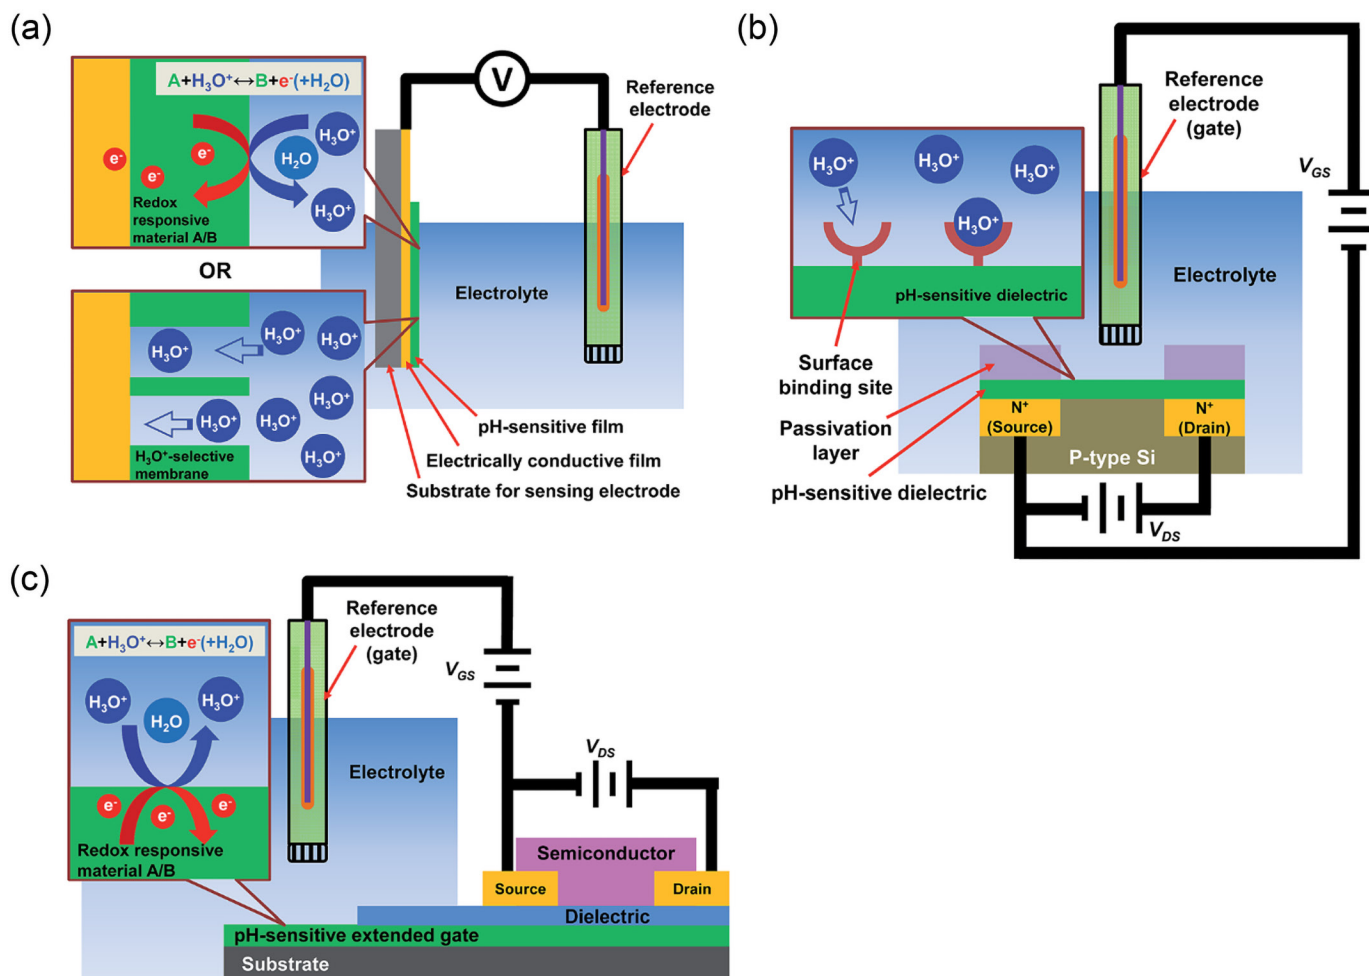 (a)
A+H₃O⁺↔B+e⁻(+H₂O)
H₃O⁺
H₂O
e⁻
e⁻
e⁻
H₃O⁺
Redox
responsive
material A/B
OR
H₃O⁺
H₃O⁺
H₃O⁺
H₃O⁺
H₃O⁺
H₃O⁺
H₃O⁺
H₃O⁺-selective
membrane
V
Reference
electrode
Electrolyte
pH-sensitive film
Electrically conductive film
Substrate for sensing electrode
(b)
H₃O⁺
H₃O⁺
H₃O⁺
H₃O⁺
pH-sensitive dielectric
Reference
electrode
(gate)
VGS
Electrolyte
Surface
binding site
Passivation
layer
pH-sensitive dielectric
N⁺
(Source)
N⁺
(Drain)
P-type Si
VDS
(c)
A+H₃O⁺↔B+e⁻(+H₂O)
H₃O⁺
H₂O
H₃O⁺
e⁻
e⁻
e⁻
Redox responsive
material A/B
Reference
electrode
(gate)
VGS
VDS
Electrolyte
Semiconductor
Source
Drain
Dielectric
pH-sensitive extended gate
Substrate